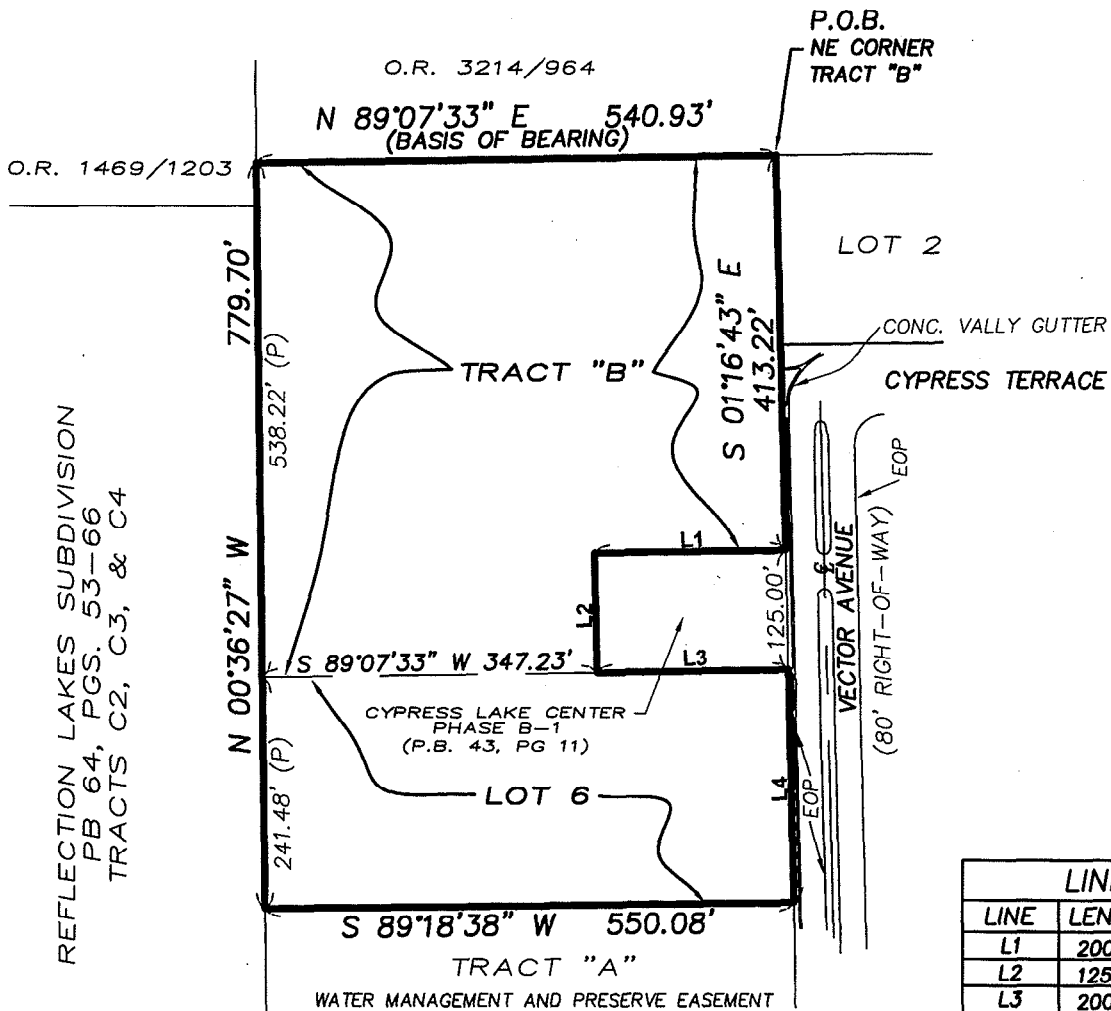 P.O.B.
NE CORNER
TRACT "B"
O.R. 3214/964
N 89°07'33" E 540.93'
(BASIS OF BEARING)
O.R. 1469/1203
LOT 2
779.70'
538.22' (P)
S 01°16'43" E
413.22'
CONC. VALLY GUTTER
CYPRESS TERRACE
TRACT "B"
EOP
REFLECTION LAKES SUBDIVISION
PB 64, PGS. 53-66
TRACTS C2, C3, & C4
N 00°36'27" W
L1
L2
125.00'
℄
VECTOR AVENUE
(80' RIGHT-OF-WAY)
S 89°07'33" W 347.23'
L3
CYPRESS LAKE CENTER
PHASE B-1
(P.B. 43, PG 11)
LOT 6
L4
EOP
241.48' (P)
S 89°18'38" W 550.08'
TRACT "A"
WATER MANAGEMENT AND PRESERVE EASEMENT
LINE LEN
L1 200
L2 125
L3 200